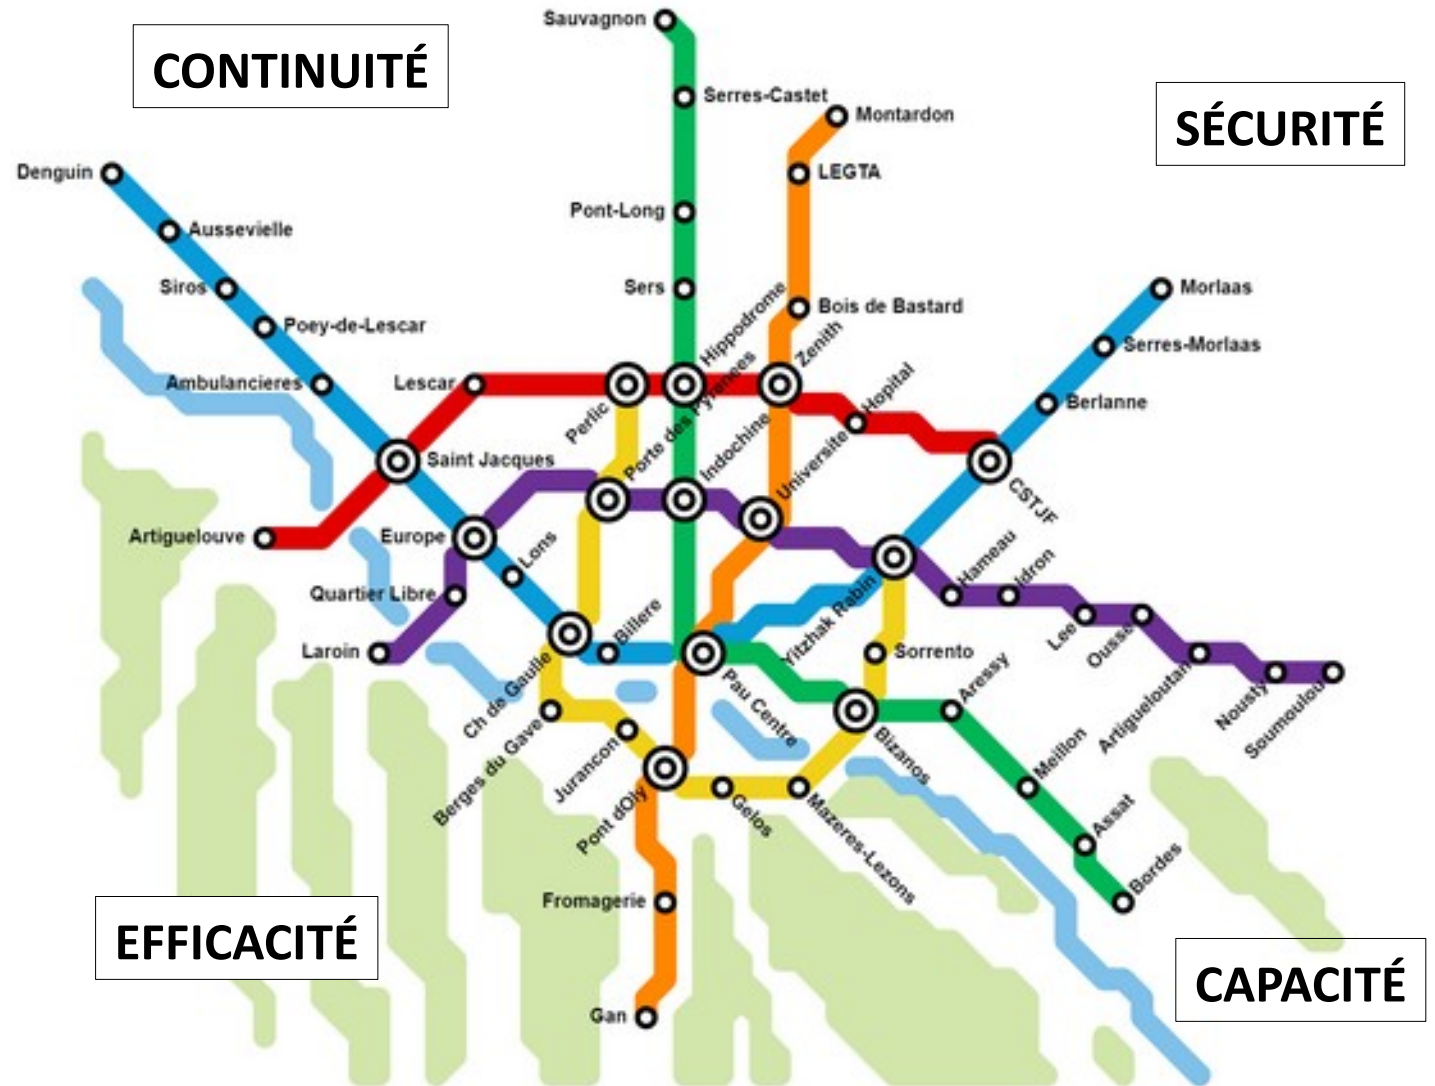 Sauvagnon
CONTINUITÉ
Serres-Castet
Montardon
SÉCURITÉ
Denguin
LEGTA
Pont-Long
Aussevielle
Siros
Sers
Hippodrome
Morlaas
Poey-de-Lescar
Bois de Bastard
Zenith
Serres-Morlaas
Ambulancieres
Lescar
Perlic
Porte des Pyrenees
Hopital
Berlanne
Saint Jacques
Indochine
Universite
CSTJF
Artiguelouve
Europe
Lons
Hameau
Idron
Quartier Libre
Billere
Yitzhak Rabin
Lee
Ousse
Laroin
Ch de Gaulle
Pau Centre
Sorrento
Aressy
Artigueloutan
Nousty
Soumoulou
Berges du Gave
Jurancon
Bizanos
Meillon
Pont dOly
Gelos
Mazeres-Lezons
Assat
Bordes
Fromagerie
EFFICACITÉ
CAPACITÉ
Gan